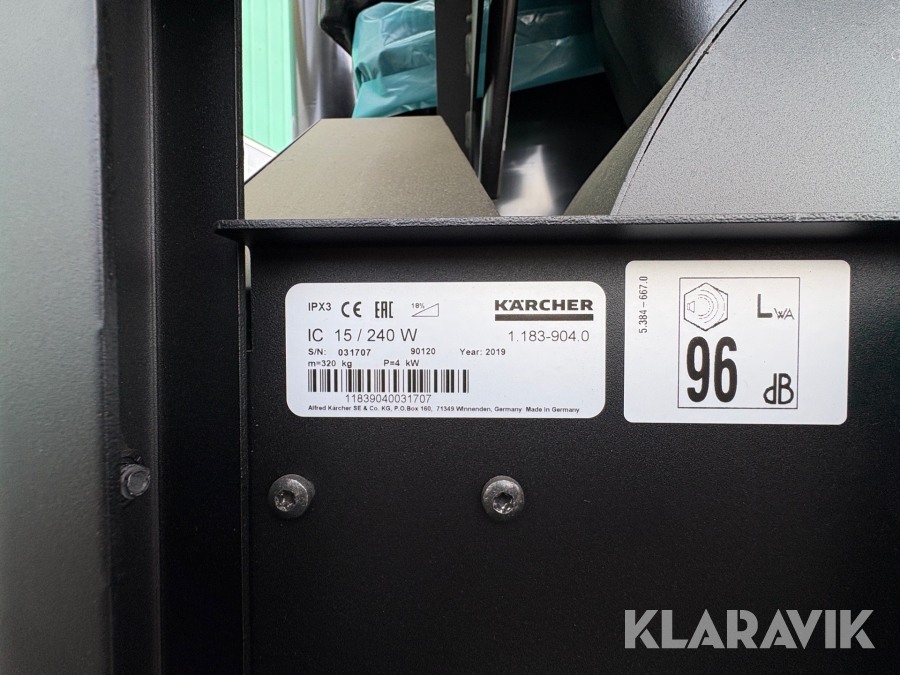 IPX3 CE EAC 18%
KÄRCHER
IC 15 / 240 W 1.183-904.0
S/N: 031707 90120 Year: 2019
m=320 kg P=4 kW
11839040031707
Alfred Kärcher SE & Co. KG, P.O.Box 160, 71349 Winnenden, Germany Made in Germany
5.384-667.0
LWA
96 dB
KLARAVIK